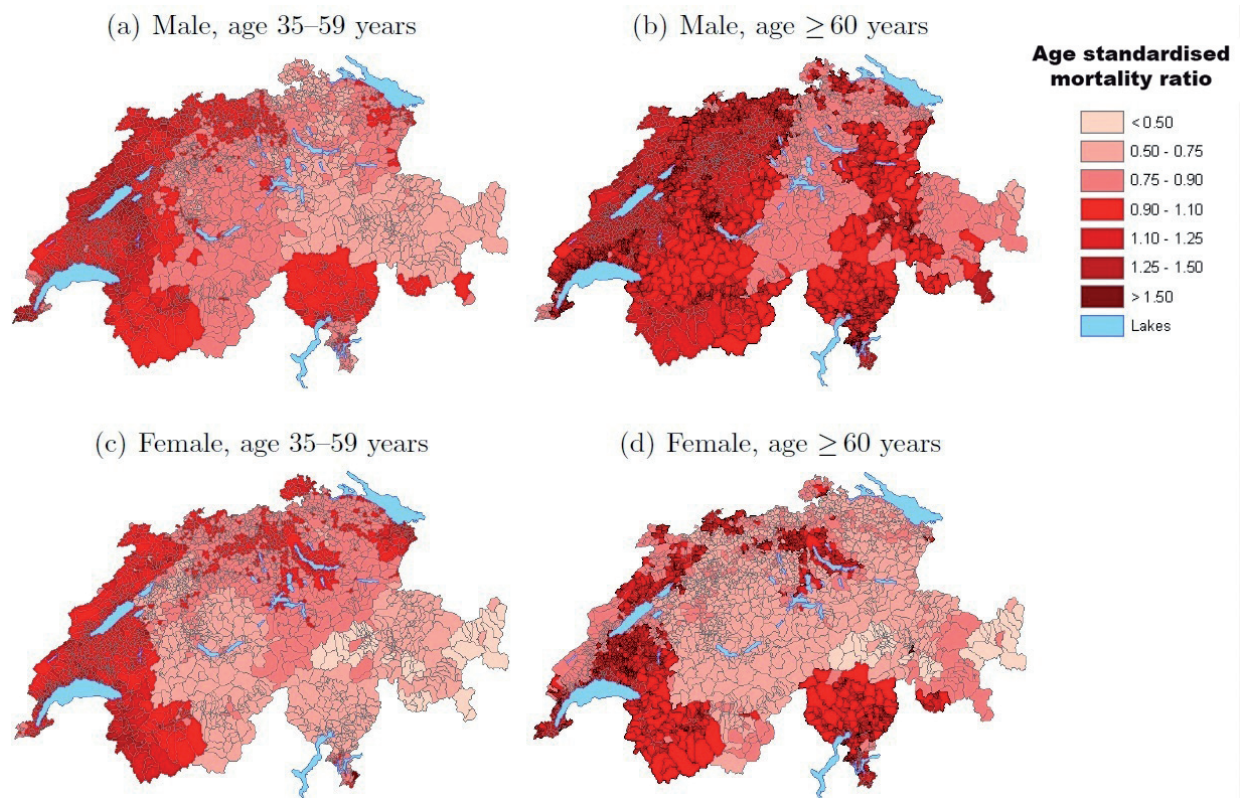 (a) Male, age 35–59 years
(b) Male, age ≥ 60 years
Age standardised
mortality ratio
< 0.50
0.50 - 0.75
0.75 - 0.90
0.90 - 1.10
1.10 - 1.25
1.25 - 1.50
> 1.50
Lakes
(c) Female, age 35–59 years
(d) Female, age ≥ 60 years